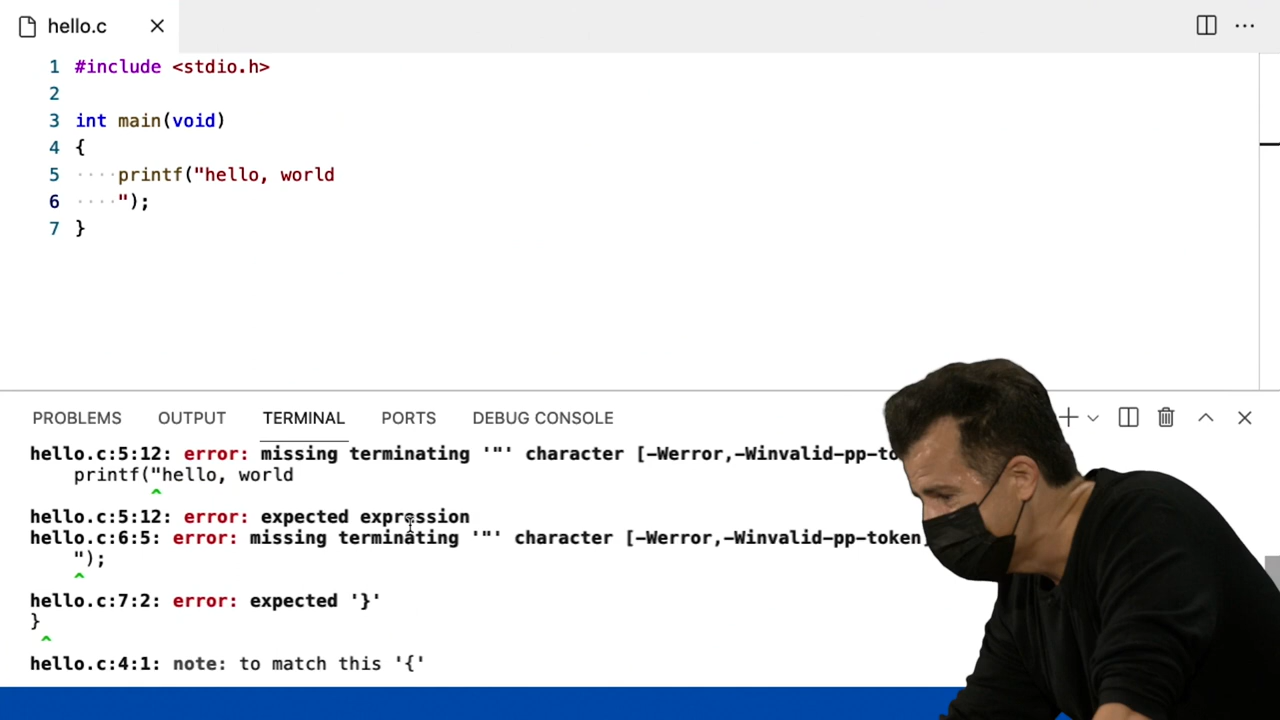 hello.c
1 #include <stdio.h>
2
3 int main(void)
4 {
5 ····printf("hello, world
6 ····");
7 }
PROBLEMS OUTPUT TERMINAL PORTS DEBUG CONSOLE
hello.c:5:12: error: missing terminating '"' character [-Werror,-Winvalid-pp-to
printf("hello, world
^
hello.c:5:12: error: expected expression
hello.c:6:5: error: missing terminating '"' character [-Werror,-Winvalid-pp-token]
");
^
hello.c:7:2: error: expected '}'
}
^
hello.c:4:1: note: to match this '{'